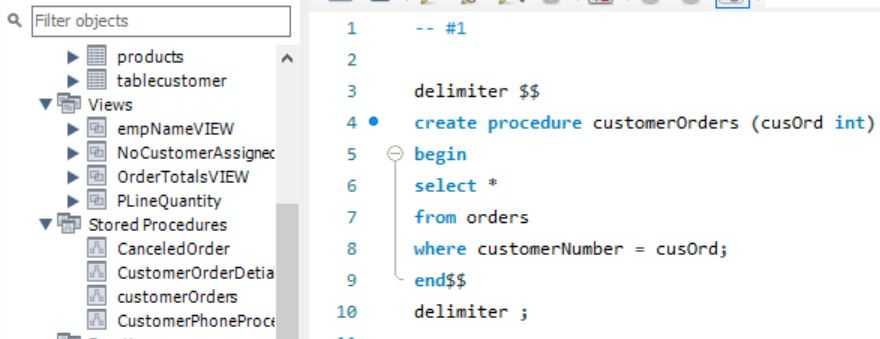 Filter objects
products
tablecustomer
Views
empNameVIEW
NoCustomerAssigned
OrderTotalsVIEW
PLineQuantity
Stored Procedures
CanceledOrder
CustomerOrderDetia
customerOrders
CustomerPhoneProce
1 -- #1
2
3 delimiter $$
4 create procedure customerOrders (cusOrd int)
5 begin
6 select *
7 from orders
8 where customerNumber = cusOrd;
9 end$$
10 delimiter ;